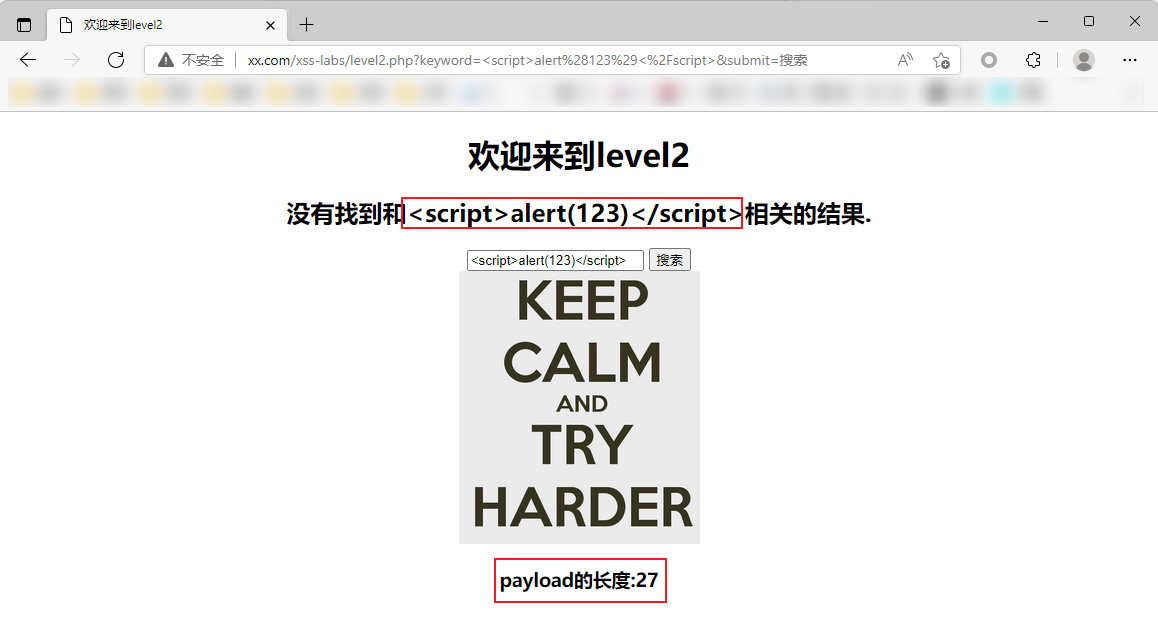 欢迎来到level2
不安全 xx.com/xss-labs/level2.php?keyword=<script>alert%28123%29<%2Fscript>&submit=搜索
欢迎来到level2
没有找到和<script>alert(123)</script>相关的结果.
<script>alert(123)</script> 搜索
KEEP
CALM
AND
TRY
HARDER
payload的长度:27